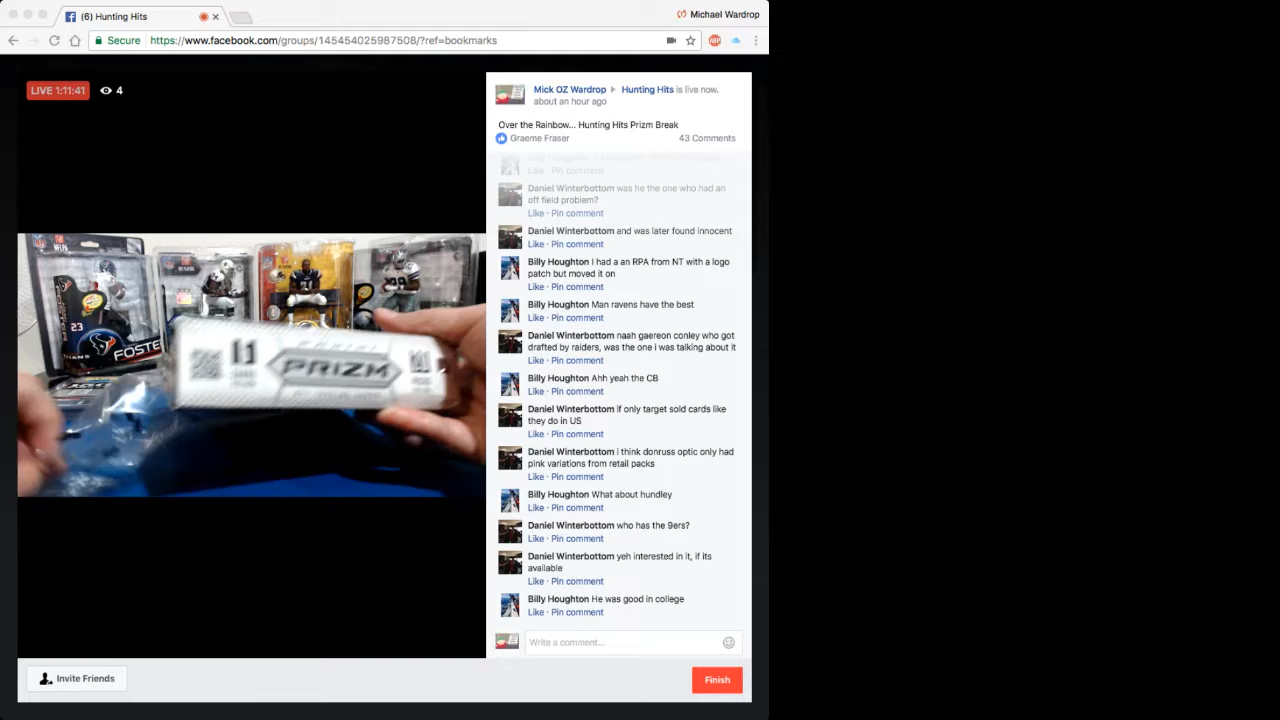 (6) Hunting Hits
Michael Wardrop
Secure
https://www.facebook.com/groups/145454025987508/?ref=bookmarks
LIVE 1:11:41
4
Mick OZ Wardrop ▸ Hunting Hits is live now.
about an hour ago
Over the Rainbow... Hunting Hits Prizm Break
Graeme Fraser
43 Comments
Like · Pin comment
Daniel Winterbottom was he the one who had an
off field problem?
Like · Pin comment
Daniel Winterbottom and was later found innocent
Like · Pin comment
Billy Houghton I had a an RPA from NT with a logo
patch but moved it on
Like · Pin comment
Billy Houghton Man ravens have the best
Like · Pin comment
Daniel Winterbottom naah gaereon conley who got
drafted by raiders, was the one i was talking about it
Like · Pin comment
Billy Houghton Ahh yeah the CB
Like · Pin comment
Daniel Winterbottom if only target sold cards like
they do in US
Like · Pin comment
Daniel Winterbottom i think donruss optic only had
pink variations from retail packs
Like · Pin comment
Billy Houghton What about hundley
Like · Pin comment
Daniel Winterbottom who has the 9ers?
Like · Pin comment
Daniel Winterbottom yeh interested in it, if its
available
Like · Pin comment
Billy Houghton He was good in college
Like · Pin comment
Write a comment...
Invite Friends
Finish
23
FOSTE
PRIZM
ABP